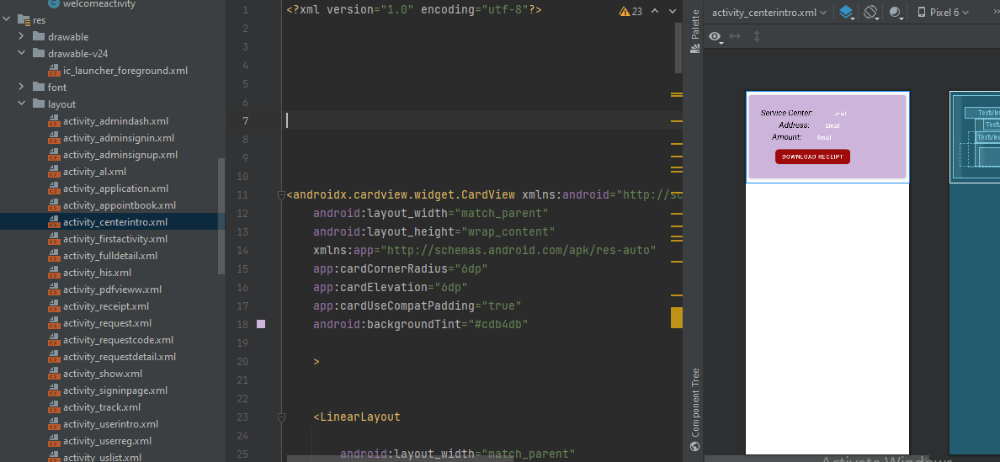 welcomeactivity
res
drawable
drawable-v24
ic_launcher_foreground.xml
font
layout
activity_admindash.xml
activity_adminsignin.xml
activity_adminsignup.xml
activity_al.xml
activity_application.xml
activity_appointbook.xml
activity_centerintro.xml
activity_firstactivity.xml
activity_fulldetail.xml
activity_his.xml
activity_pdfvieww.xml
activity_receipt.xml
activity_request.xml
activity_requestcode.xml
activity_requestdetail.xml
activity_show.xml
activity_signinpage.xml
activity_track.xml
activity_userintro.xml
activity_userreg.xml
activity_uslist.xml
1 <?xml version="1.0" encoding="utf-8"?>
2
3
4
5
6
7
8
9
10
11 <androidx.cardview.widget.CardView xmlns:android="http://sc
12 android:layout_width="match_parent"
13 android:layout_height="wrap_content"
14 xmlns:app="http://schemas.android.com/apk/res-auto"
15 app:cardCornerRadius="6dp"
16 app:cardElevation="6dp"
17 app:cardUseCompatPadding="true"
18 android:backgroundTint="#cdb4db"
19
20 >
21
22
23 <LinearLayout
24
25 android:layout_width="match_parent"
23
Palette
Component Tree
activity_centerintro.xml
Pixel 6
Service Center:
Address: Email
Amount: Email
DOWNLOAD RECEIPT
TextView
TextV
TextView
Activate Windows